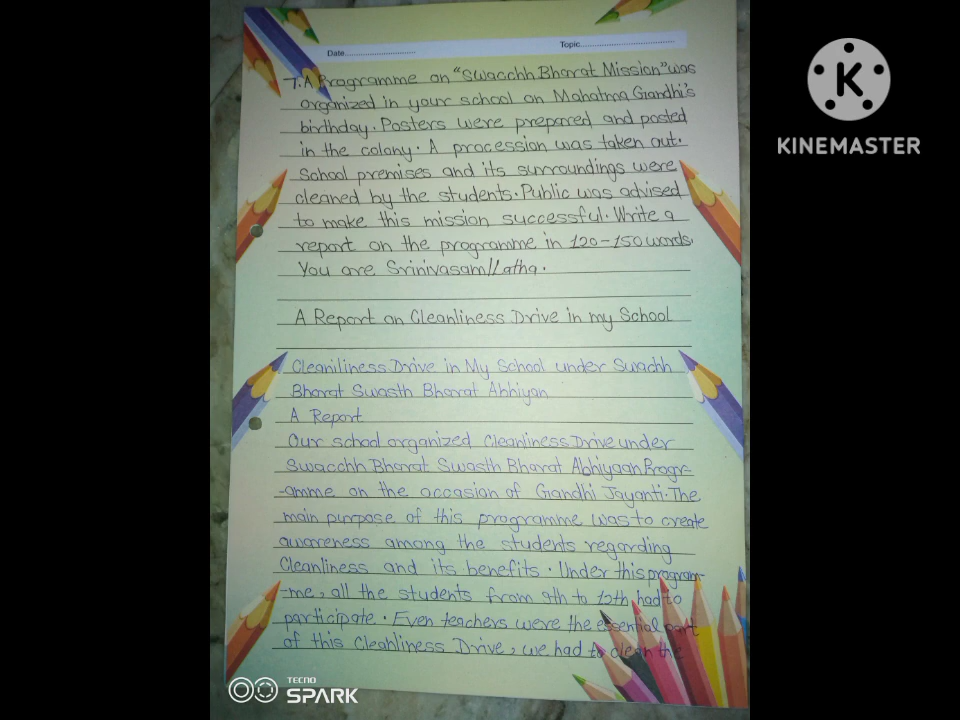 Date
Topic
7. A Programme on "Swacchh Bharat Mission" was
organized in your school on Mahatma Gandhi's
birthday. Posters were prepared and posted
in the colony. A procession was taken out.
School premises and its surroundings were
cleaned by the students. Public was advised
to make this mission successful. Write a
report on the programme in 120-150 words.
You are Srinivasam/Latha.
A Report on Cleanliness Drive in my School
Cleaniliness Drive in My School under Swachh
Bharat Swasth Bharat Abhiyan
A Report
Our school organized Cleanliness Drive under
Swacchh Bharat Swasth Bharat Abhiyaan Progr-
-amme on the occasion of Gandhi Jayanti. The
main purpose of this programme was to create
awareness among the students regarding
Cleanliness and its benefits. Under this program-
-me, all the students from 9th to 12th had to
participate. Even teachers were the essential part
of this Cleanliness Drive, we had to clean the
K
KINEMASTER
TECNO
SPARK